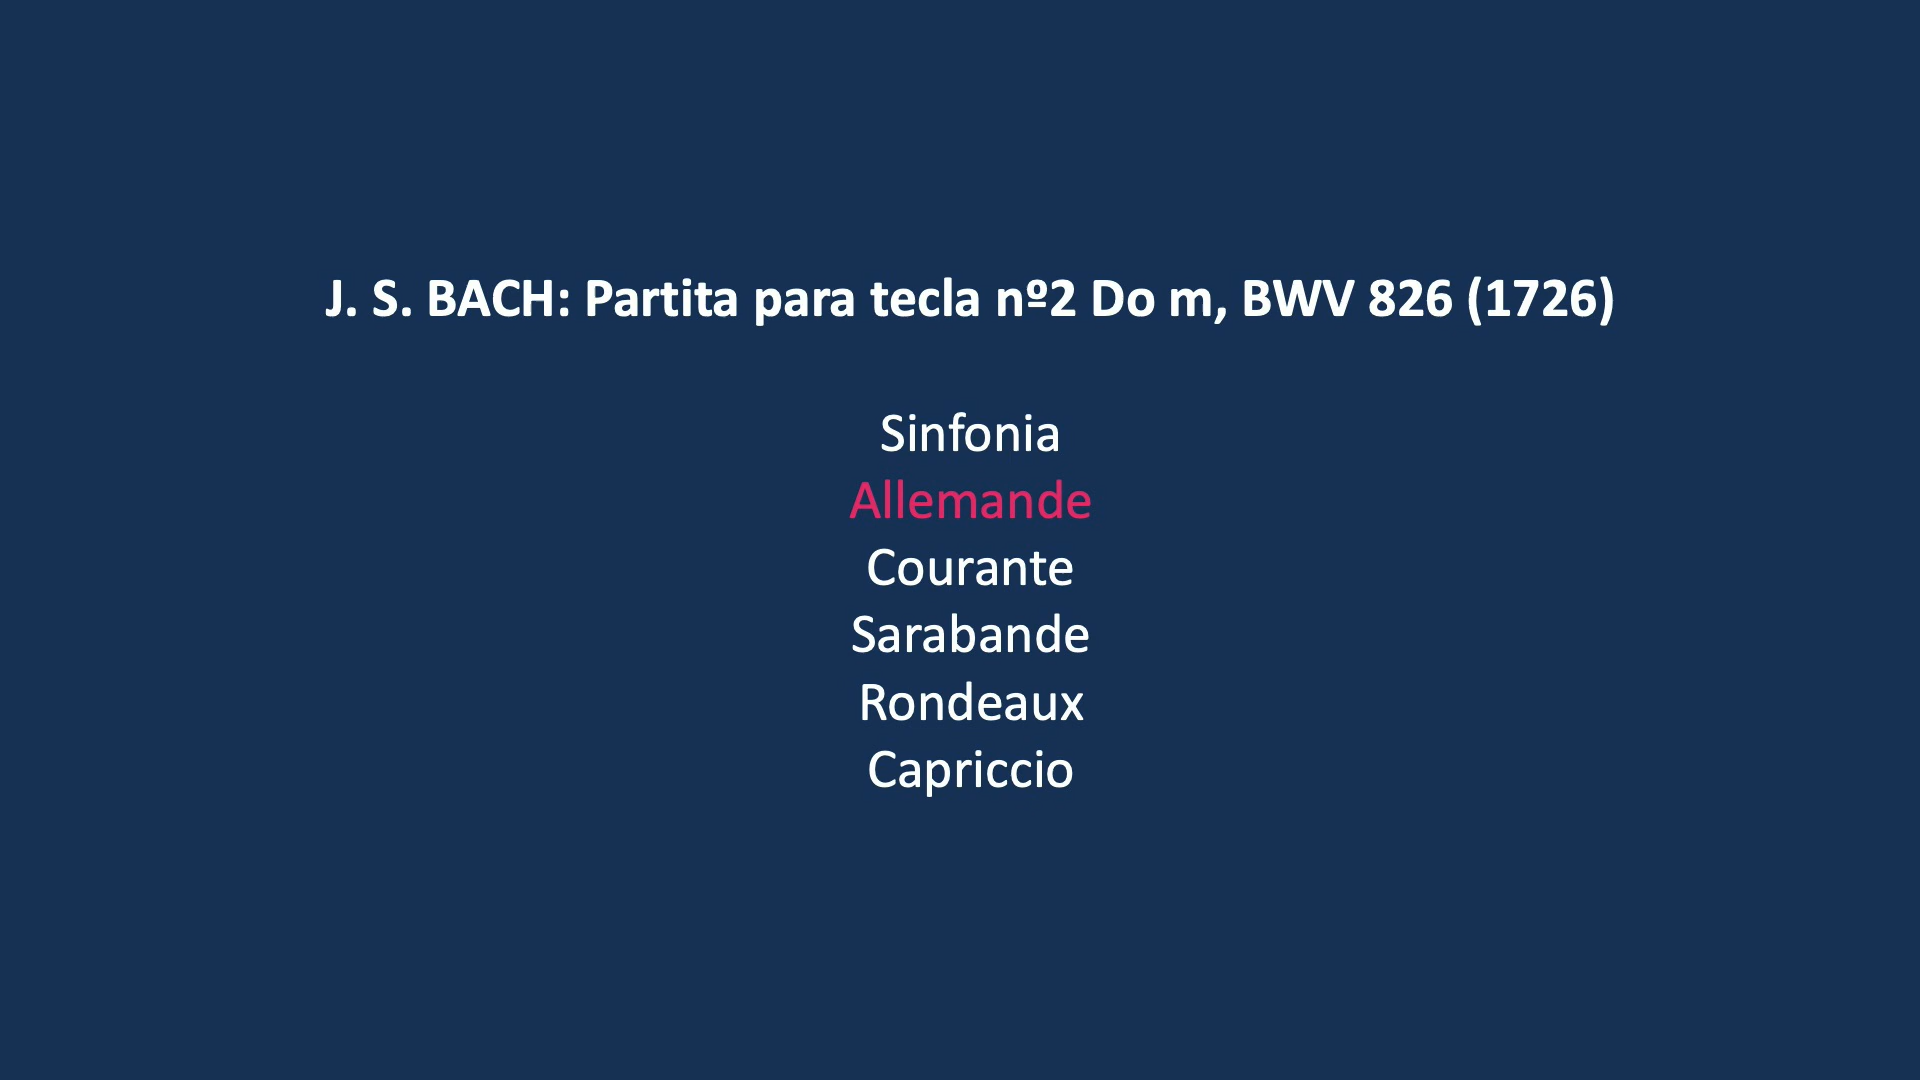 J. S. BACH: Partita para tecla nº2 Do m, BWV 826 (1726)
Sinfonia
Allemande
Courante
Sarabande
Rondeaux
Capriccio